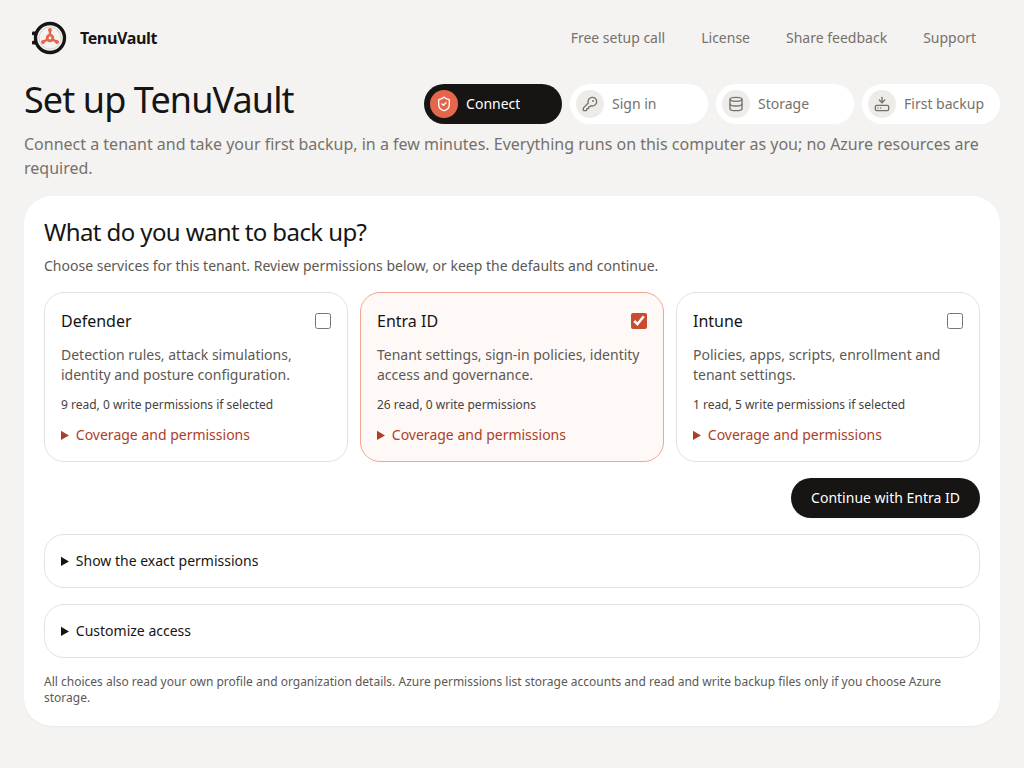 TenuVault
Free setup call
License
Share feedback
Support
Set up TenuVault
Connect
Sign in
Storage
First backup
Connect a tenant and take your first backup, in a few minutes. Everything runs on this computer as you; no Azure resources are
required.
What do you want to back up?
Choose services for this tenant. Review permissions below, or keep the defaults and continue.
Defender
Detection rules, attack simulations,
identity and posture configuration.
9 read, 0 write permissions if selected
Coverage and permissions
Entra ID
Tenant settings, sign-in policies, identity
access and governance.
26 read, 0 write permissions
Coverage and permissions
Intune
Policies, apps, scripts, enrollment and
tenant settings.
1 read, 5 write permissions if selected
Coverage and permissions
Continue with Entra ID
Show the exact permissions
Customize access
All choices also read your own profile and organization details. Azure permissions list storage accounts and read and write backup files only if you choose Azure
storage.